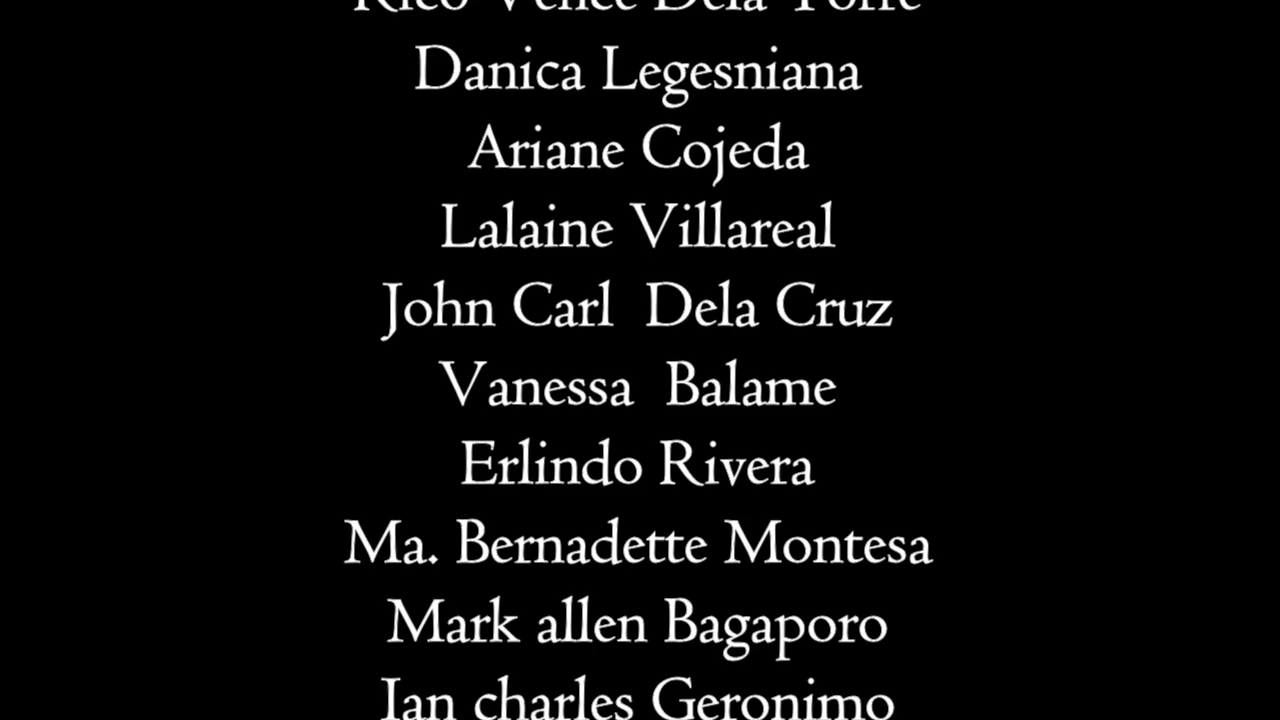 Rico Vence Dela Torre
Danica Legesniana
Ariane Cojeda
Lalaine Villareal
John Carl  Dela Cruz
Vanessa  Balame
Erlindo Rivera
Ma. Bernadette Montesa
Mark allen Bagaporo
Ian charles Geronimo